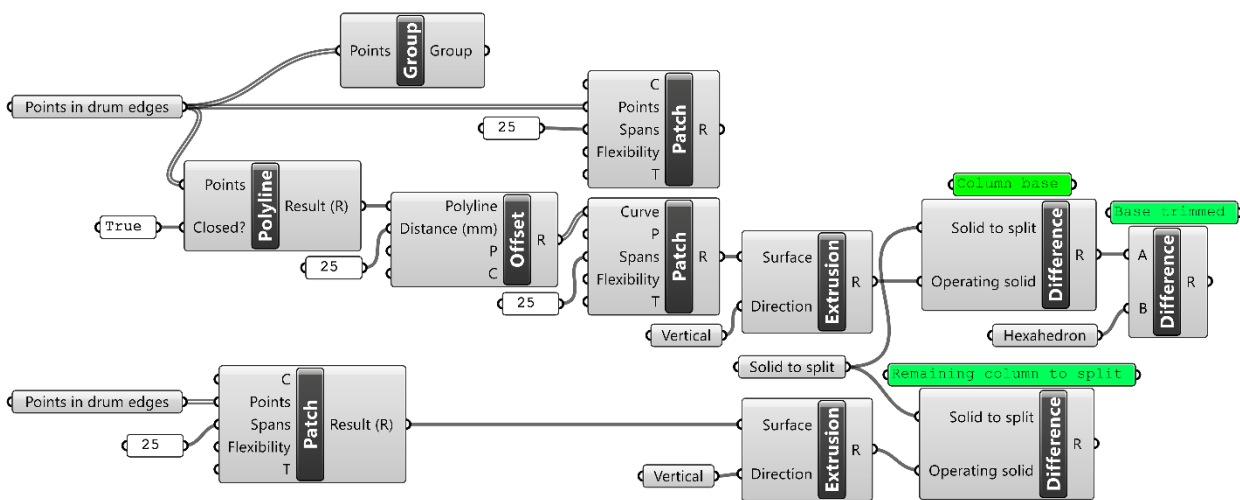 Points
Group
Group
Points in drum edges
C
Points
Spans
Flexibility
T
Patch
R
25
Points
Closed?
Polyline
Result (R)
True
Polyline
Distance (mm)
P
C
Offset
R
25
Curve
P
Spans
Flexibility
T
Patch
R
25
Surface
Direction
Extrusion
R
Vertical
Column base
Solid to split
Operating solid
Difference
R
Base trimmed
A
B
Difference
R
Hexahedron
Solid to split
Remaining column to split
Points in drum edges
C
Points
Spans
Flexibility
T
Patch
Result (R)
25
Surface
Direction
Extrusion
R
Vertical
Solid to split
Operating solid
Difference
R